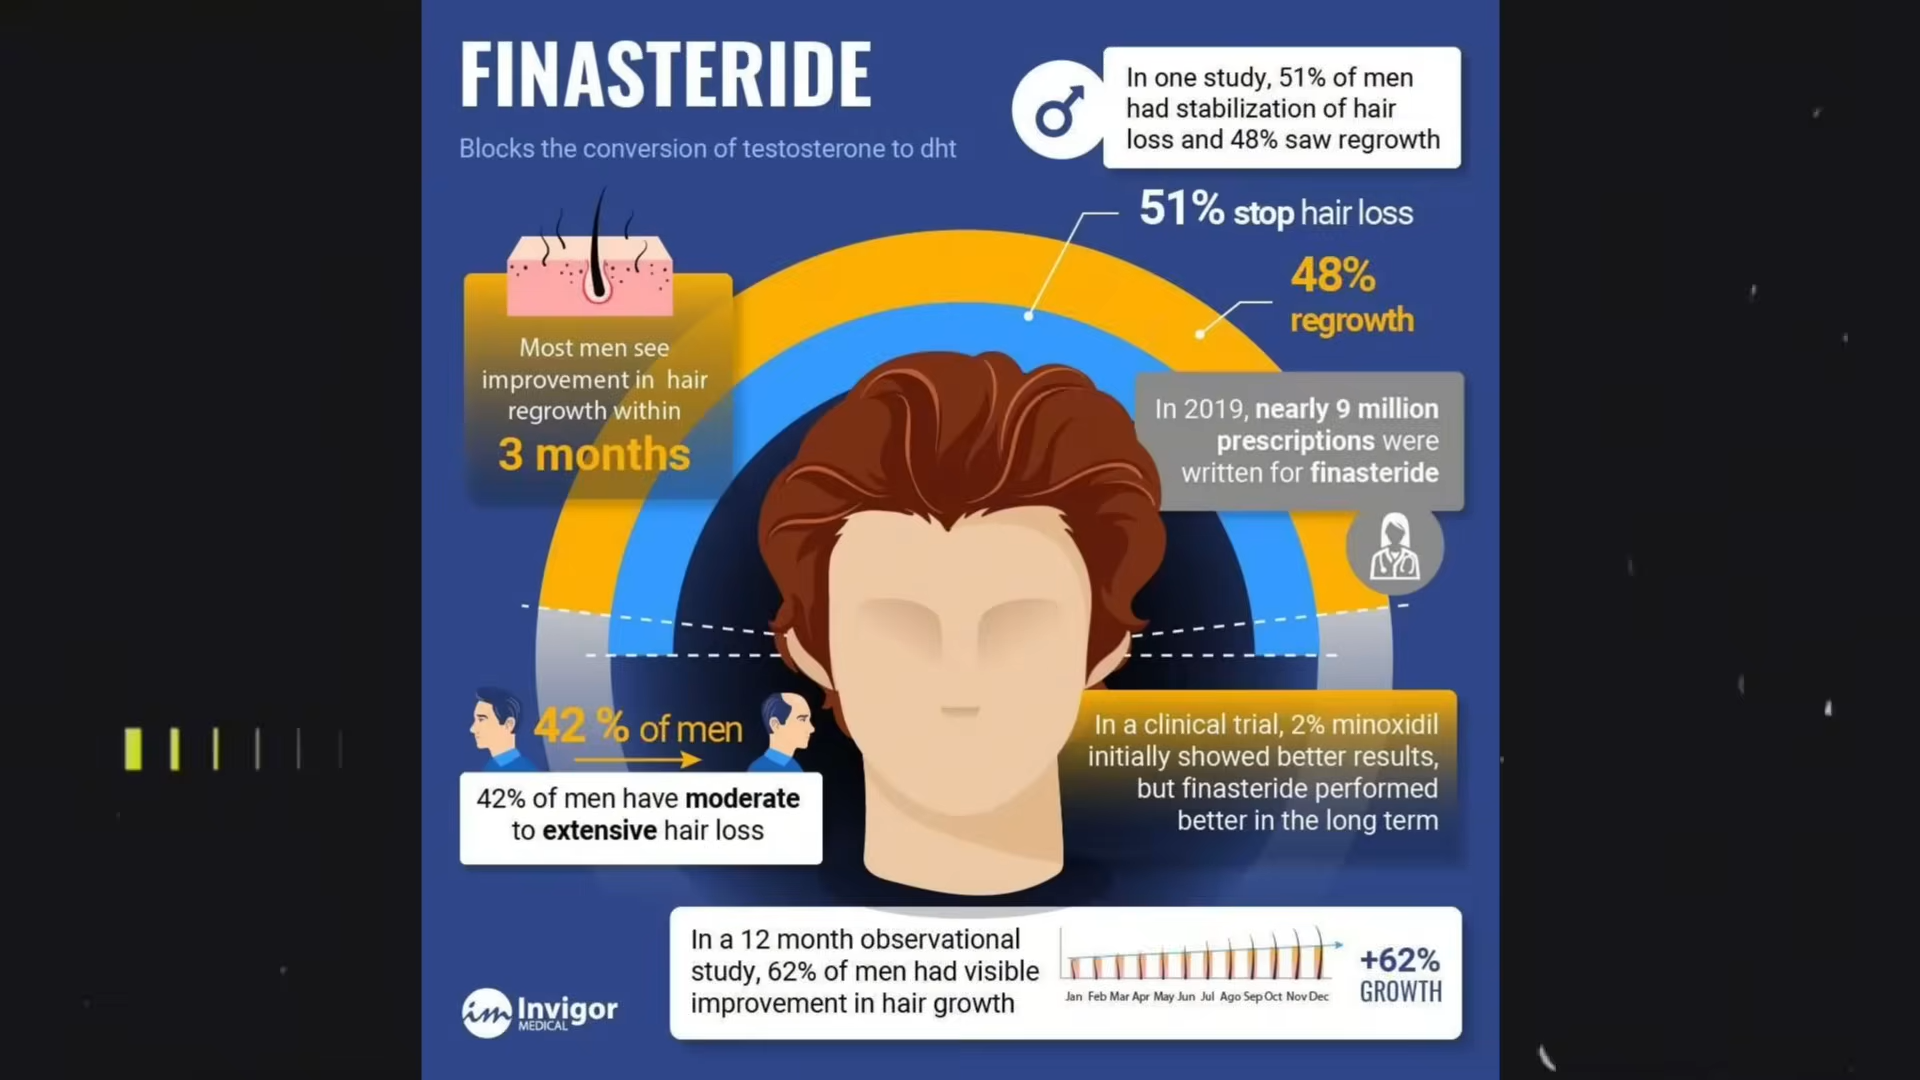 FINASTERIDE
Blocks the conversion of testosterone to dht
In one study, 51% of men
had stabilization of hair
loss and 48% saw regrowth
51% stop hair loss
48%
regrowth
Most men see
improvement in hair
regrowth within
3 months
In 2019, nearly 9 million
prescriptions were
written for finasteride
42 % of men
42% of men have moderate
to extensive hair loss
In a clinical trial, 2% minoxidil
initially showed better results,
but finasteride performed
better in the long term
In a 12 month observational
study, 62% of men had visible
improvement in hair growth
Jan Feb Mar Apr May Jun Jul Ago Sep Oct Nov Dec
+62%
GROWTH
im Invigor
MEDICAL